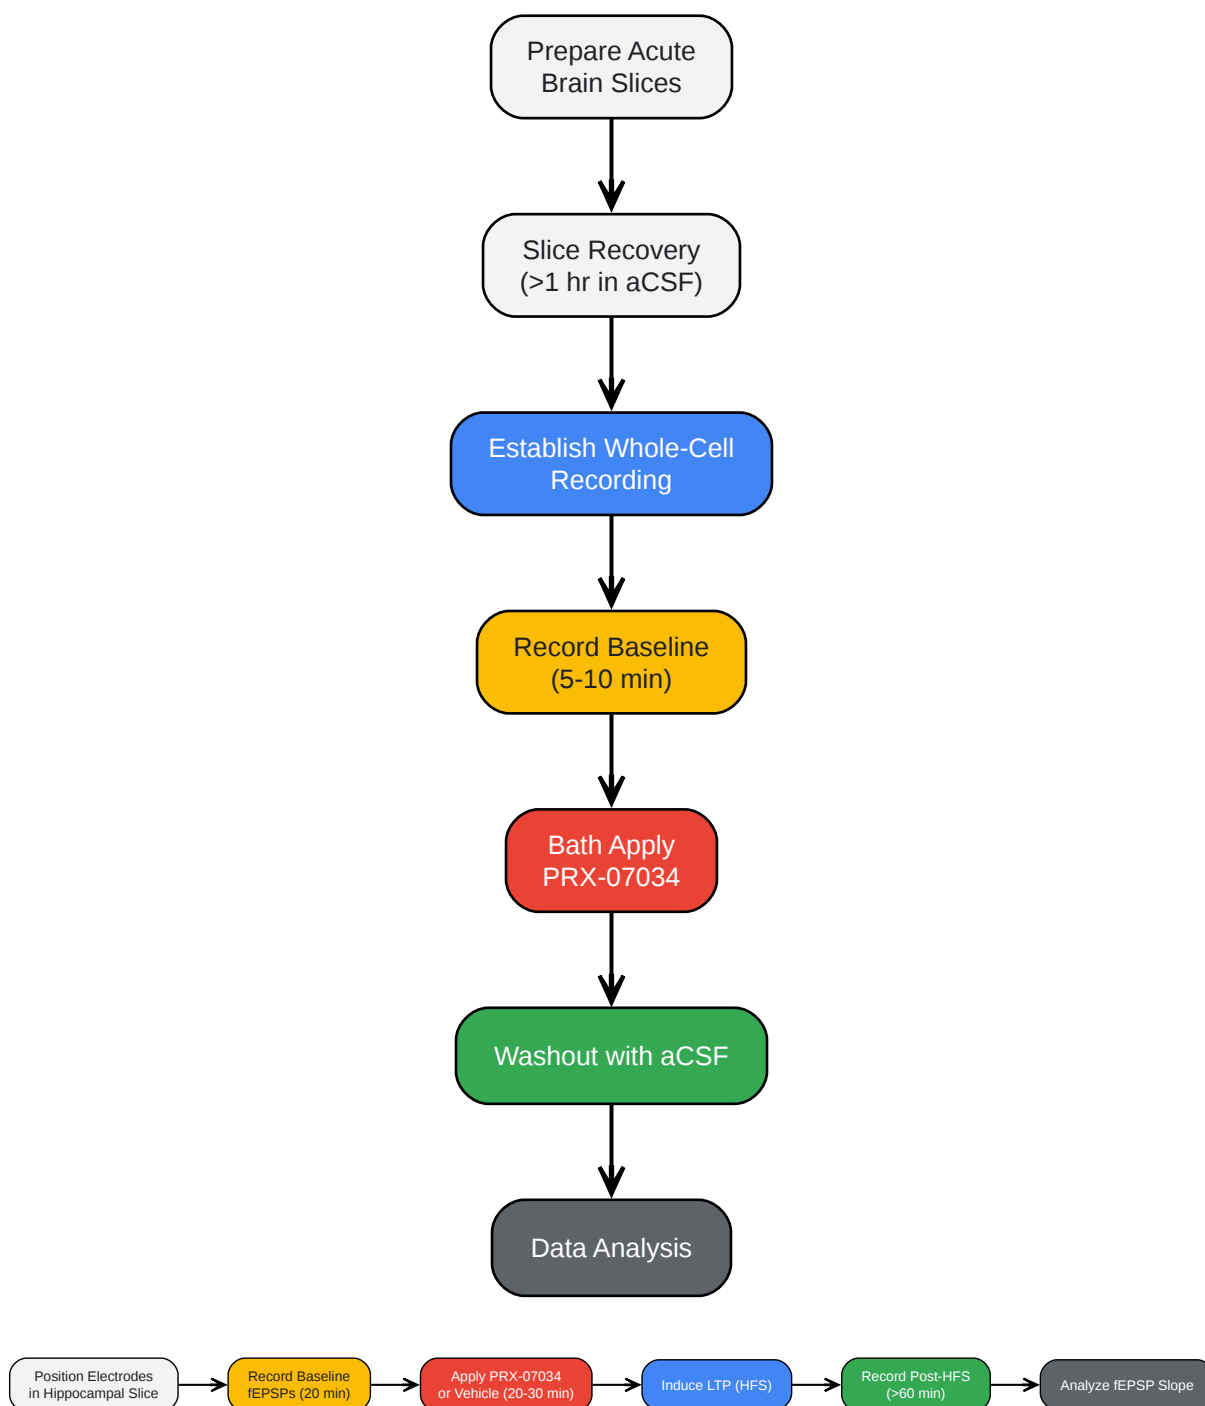 Prepare Acute
Brain Slices
Slice Recovery
(>1 hr in aCSF)
Establish Whole-Cell
Recording
Record Baseline
(5-10 min)
Bath Apply
PRX-07034
Washout with aCSF
Data Analysis
Position Electrodes
in Hippocampal Slice
Record Baseline
fEPSPs (20 min)
Apply PRX-07034
or Vehicle (20-30 min)
Induce LTP (HFS)
Record Post-HFS
(>60 min)
Analyze fEPSP Slope